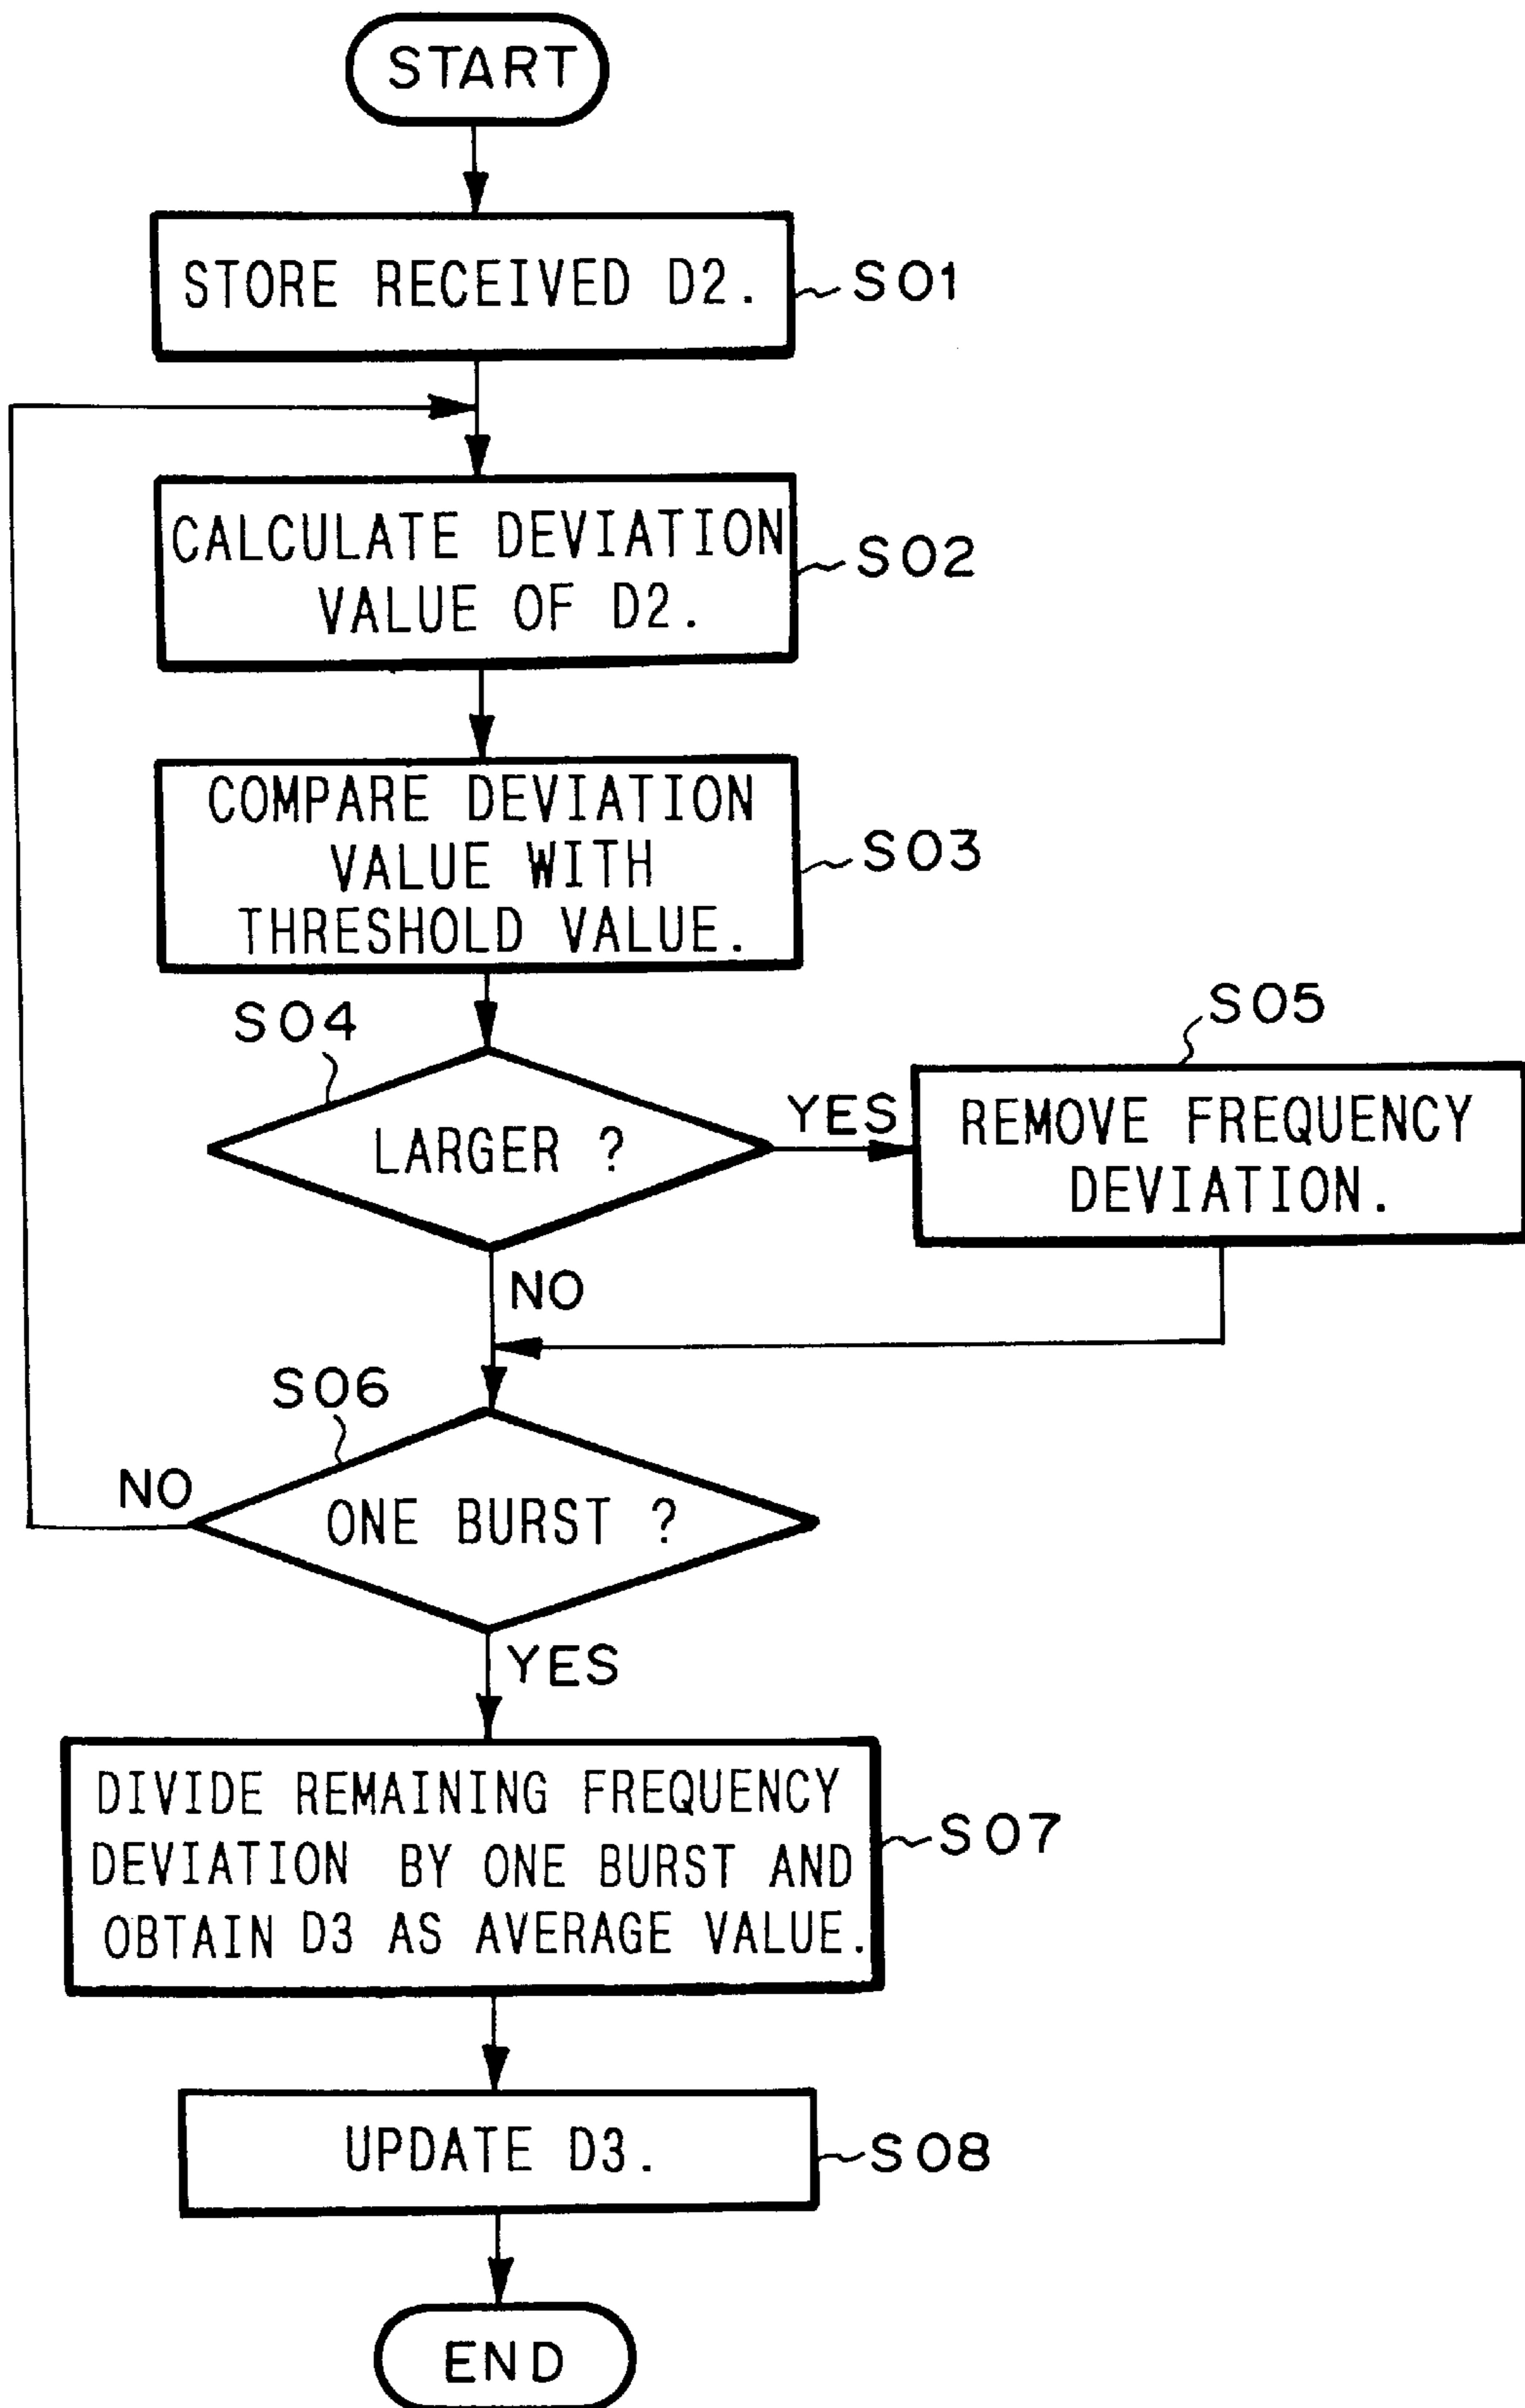 START
STORE RECEIVED D2.
S01
CALCULATE DEVIATION
VALUE OF D2.
S02
COMPARE DEVIATION
VALUE WITH
THRESHOLD VALUE.
S03
S04
LARGER ?
YES
S05
REMOVE FREQUENCY
DEVIATION.
NO
S06
NO
ONE BURST ?
YES
DIVIDE REMAINING FREQUENCY
DEVIATION BY ONE BURST AND
OBTAIN D3 AS AVERAGE VALUE.
S07
UPDATE D3.
S08
END